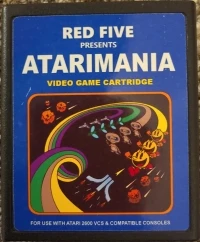 RED FIVE
PRESENTS
ATARIMANIA
VIDEO GAME CARTRIDGE
FOR USE WITH ATARI 2600 VCS & COMPATIBLE CONSOLES